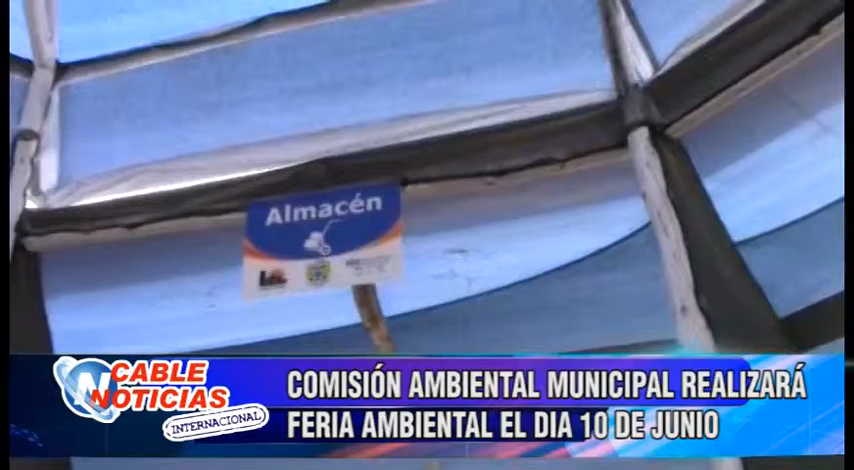 Almacén
CABLE
NOTICIAS
INTERNACIONAL
COMISIÓN AMBIENTAL MUNICIPAL REALIZARÁ
FERIA AMBIENTAL EL DIA 10 DE JUNIO